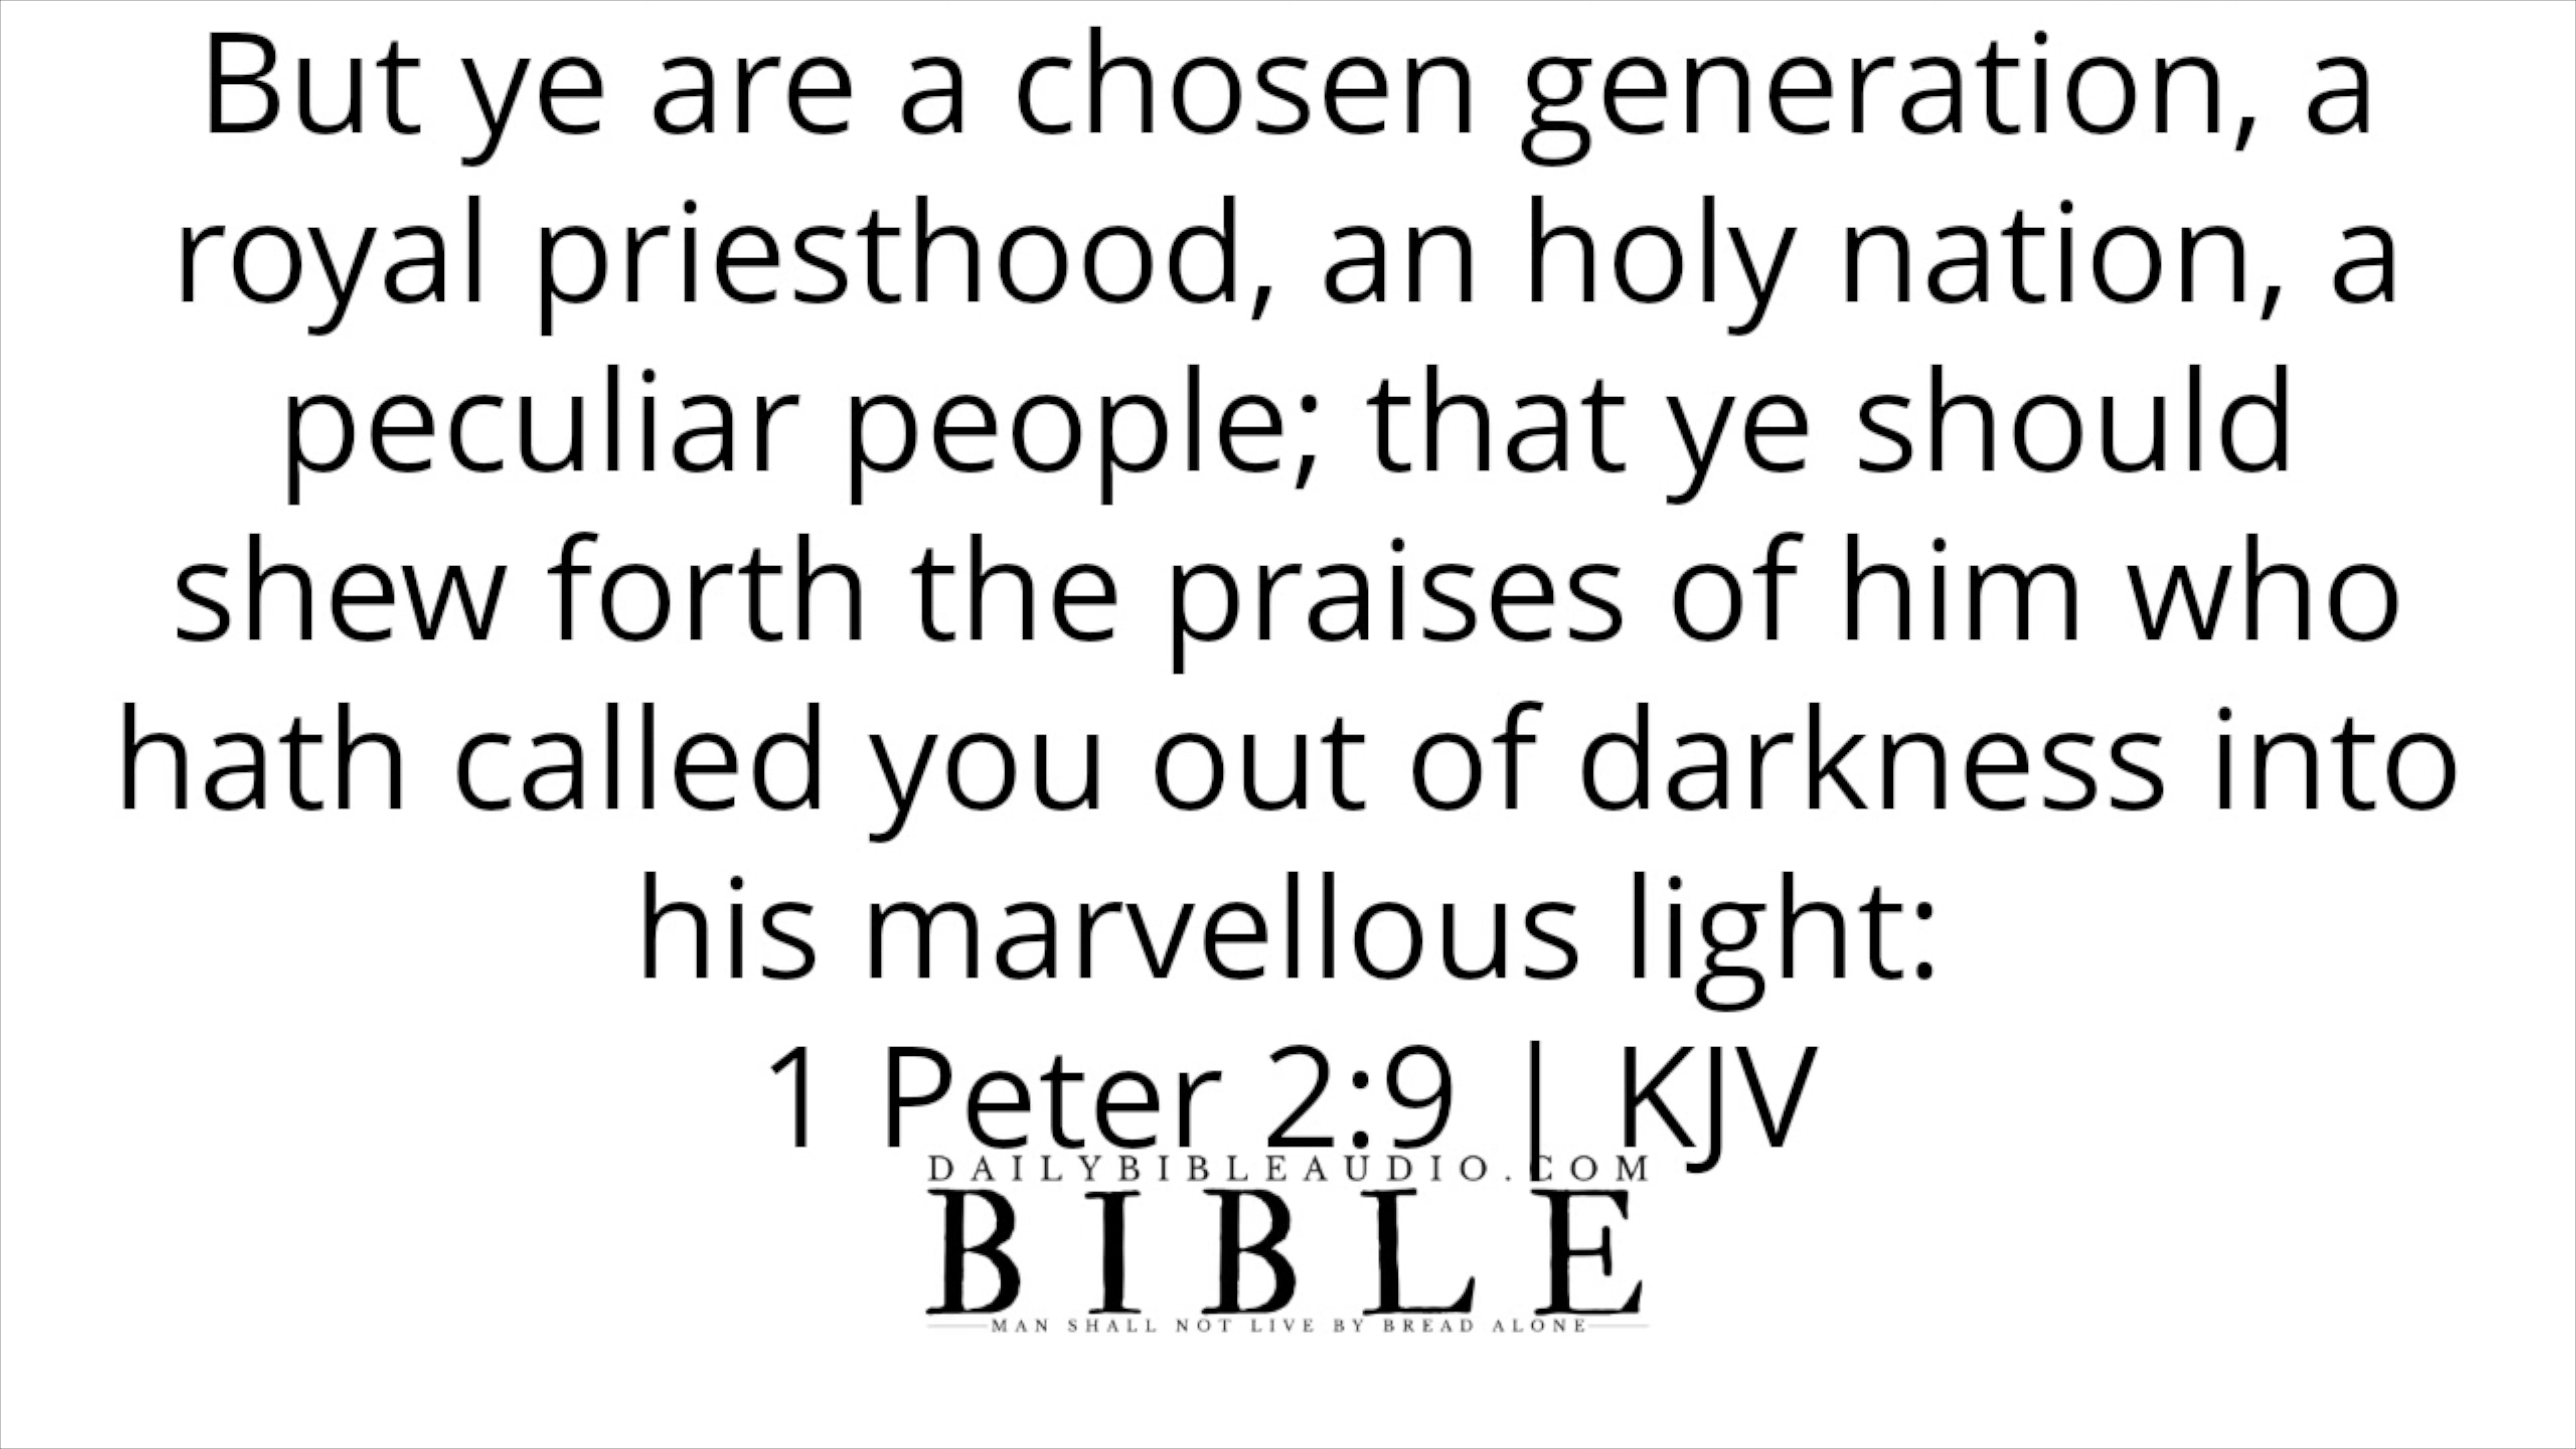 But ye are a chosen generation, a
royal priesthood, an holy nation, a
peculiar people; that ye should
shew forth the praises of him who
hath called you out of darkness into
his marvellous light:
1 Peter 2:9 | KJV
DAILYBIBLEAUDIO.COM
BIBLE
MAN SHALL NOT LIVE BY BREAD ALONE